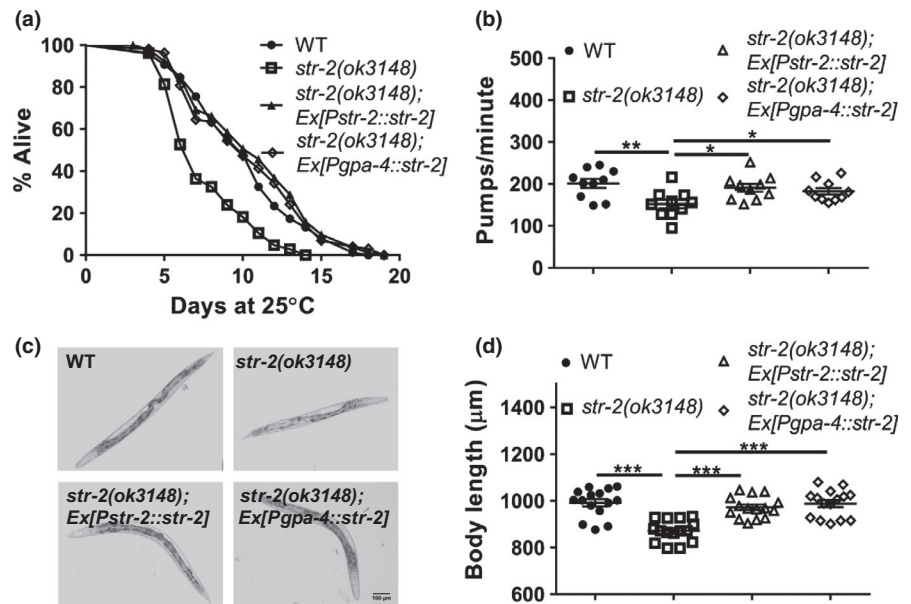 (a)
100
80
60
40
20
0
% Alive
0 5 10 15 20
Days at 25°C
WT
str-2(ok3148)
str-2(ok3148);
Ex[Pstr-2::str-2]
str-2(ok3148);
Ex[Pgpa-4::str-2]
(b)
WT
str-2(ok3148)
str-2(ok3148);
Ex[Pstr-2::str-2]
str-2(ok3148);
Ex[Pgpa-4::str-2]
500
400
300
200
100
0
Pumps/minute
**
*
*
(c)
WT
str-2(ok3148)
str-2(ok3148);
Ex[Pstr-2::str-2]
str-2(ok3148);
Ex[Pgpa-4::str-2]
100 µm
(d)
WT
str-2(ok3148)
str-2(ok3148);
Ex[Pstr-2::str-2]
str-2(ok3148);
Ex[Pgpa-4::str-2]
1400
1200
1000
800
600
Body length (µm)
***
***
***